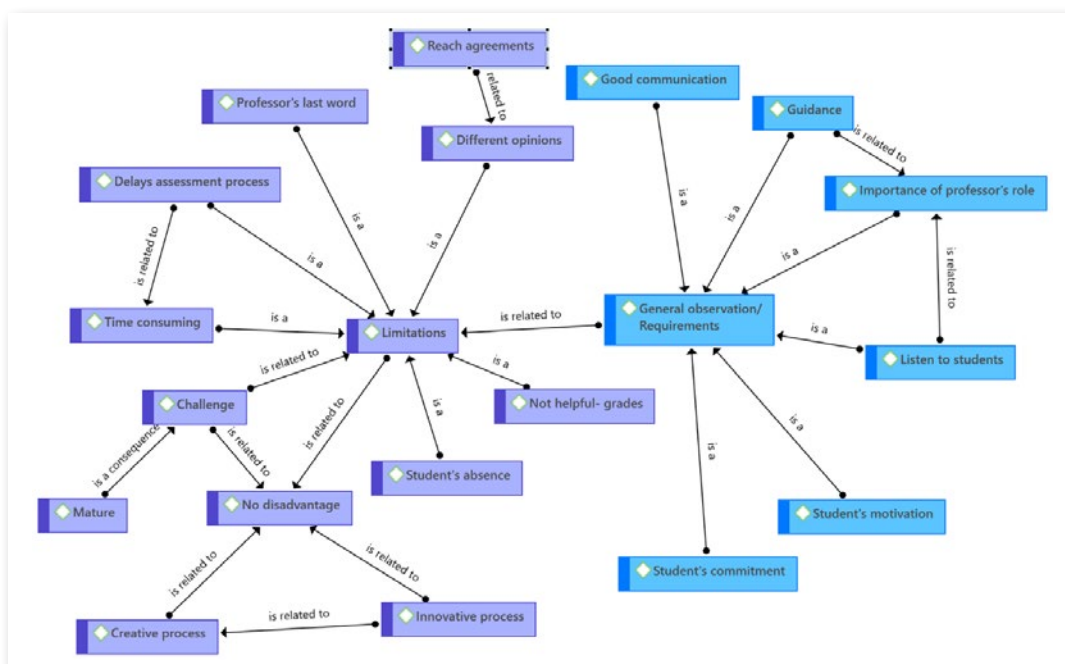 Reach agreements
Good communication
related to
Professor's last word
Guidance
Different opinions
is related to
Delays assessment process
Importance of professor's role
is a
is a
is a
is a
is a
is related to
is a
is related to
General observation/
Requirements
Time consuming
is a
Limitations
is related to
is a
Listen to students
is related to
is a
Challenge
Not helpful- grades
is related to
is related to
is a
is a
is a
is a consequence
Student's absence
Mature
No disadvantage
Student's motivation
is related to
is related to
Student's commitment
is related to
Creative process
Innovative process